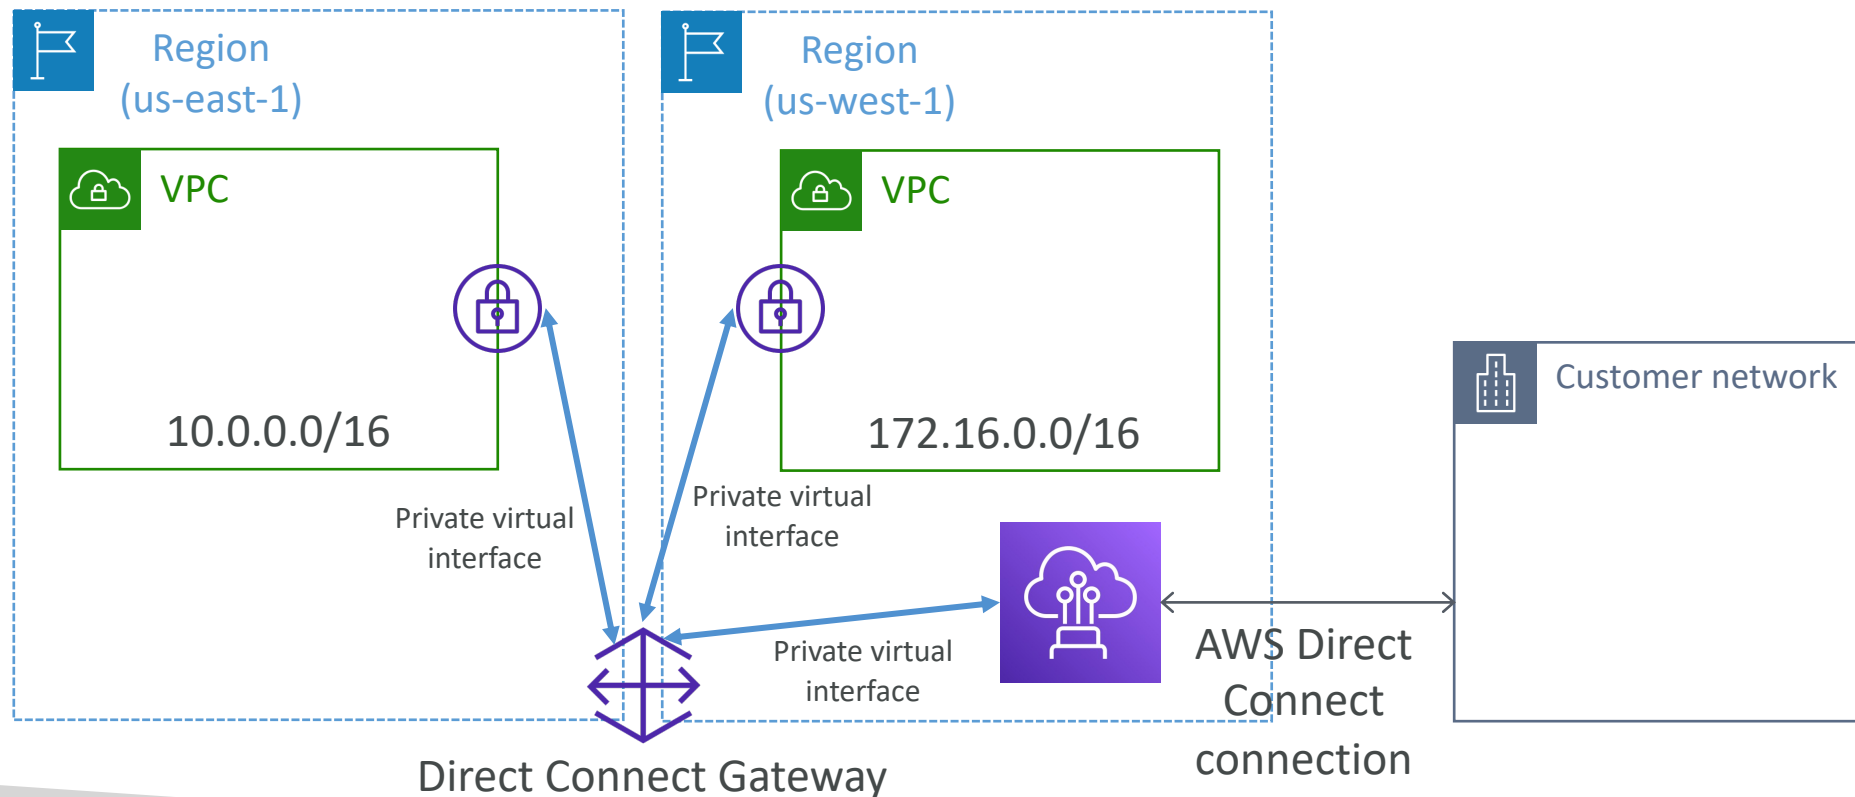 Region
(us-east-1)
VPC
10.0.0.0/16
Private virtual
interface
Region
(us-west-1)
VPC
172.16.0.0/16
Private virtual
interface
Private virtual
interface
Direct Connect Gateway
AWS Direct
Connect
connection
Customer network